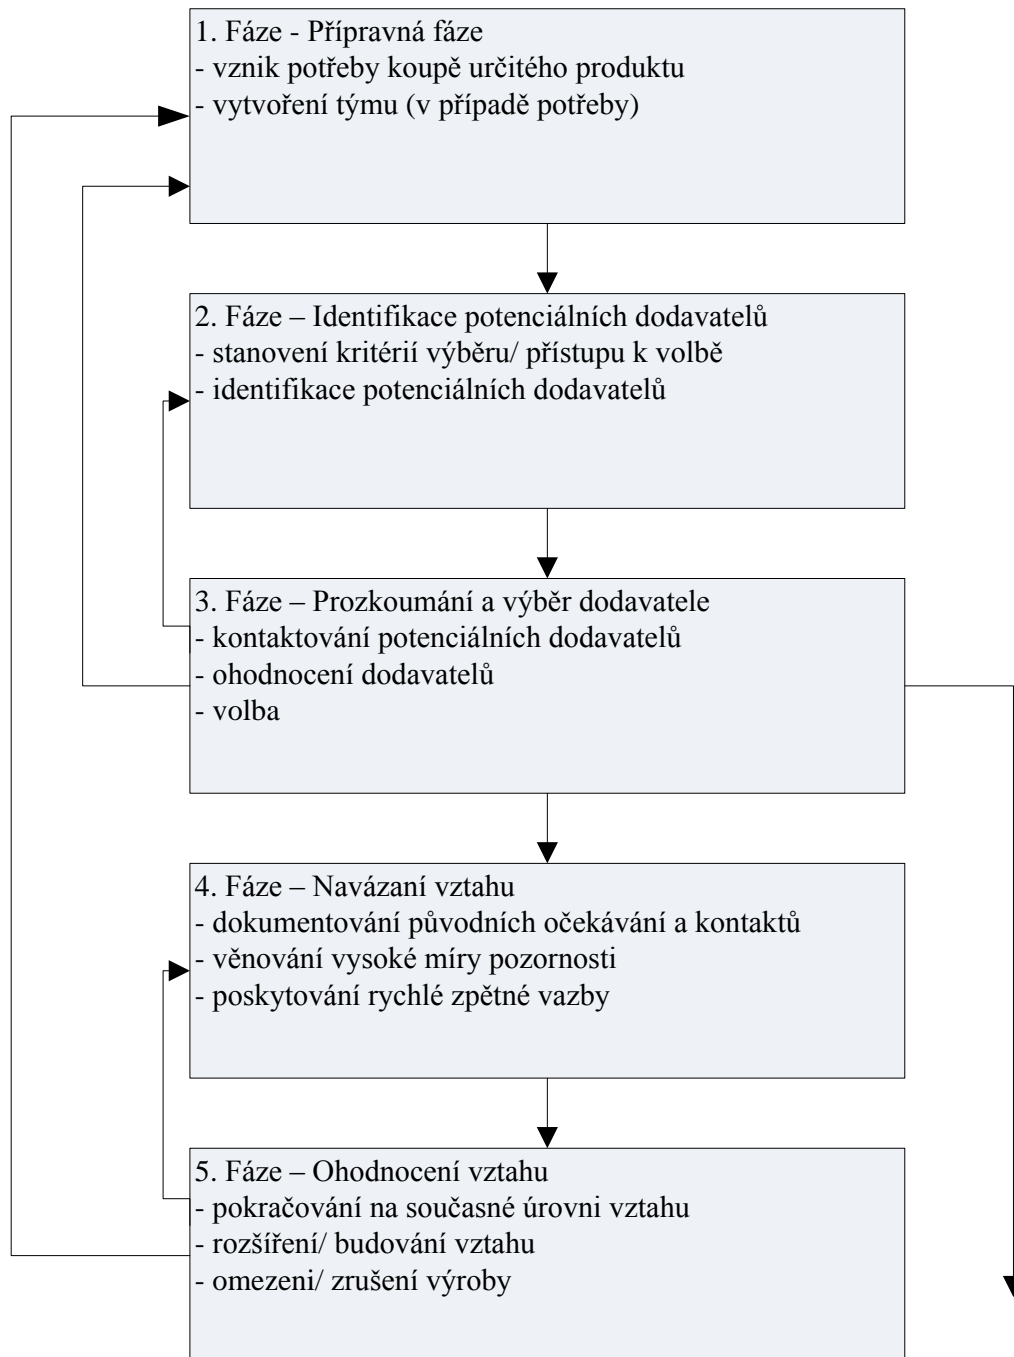 1. Fáze - Přípravná fáze
- vznik potřeby koupě určitého produktu
- vytvoření týmu (v případě potřeby)
2. Fáze – Identifikace potenciálních dodavatelů
- stanovení kritérií výběru/ přístupu k volbě
- identifikace potenciálních dodavatelů
3. Fáze – Prozkoumání a výběr dodavatele
- kontaktování potenciálních dodavatelů
- ohodnocení dodavatelů
- volba
4. Fáze – Navázaní vztahu
- dokumentování původních očekávání a kontaktů
- věnování vysoké míry pozornosti
- poskytování rychlé zpětné vazby
5. Fáze – Ohodnocení vztahu
- pokračování na současné úrovni vztahu
- rozšíření/ budování vztahu
- omezeni/ zrušení výroby